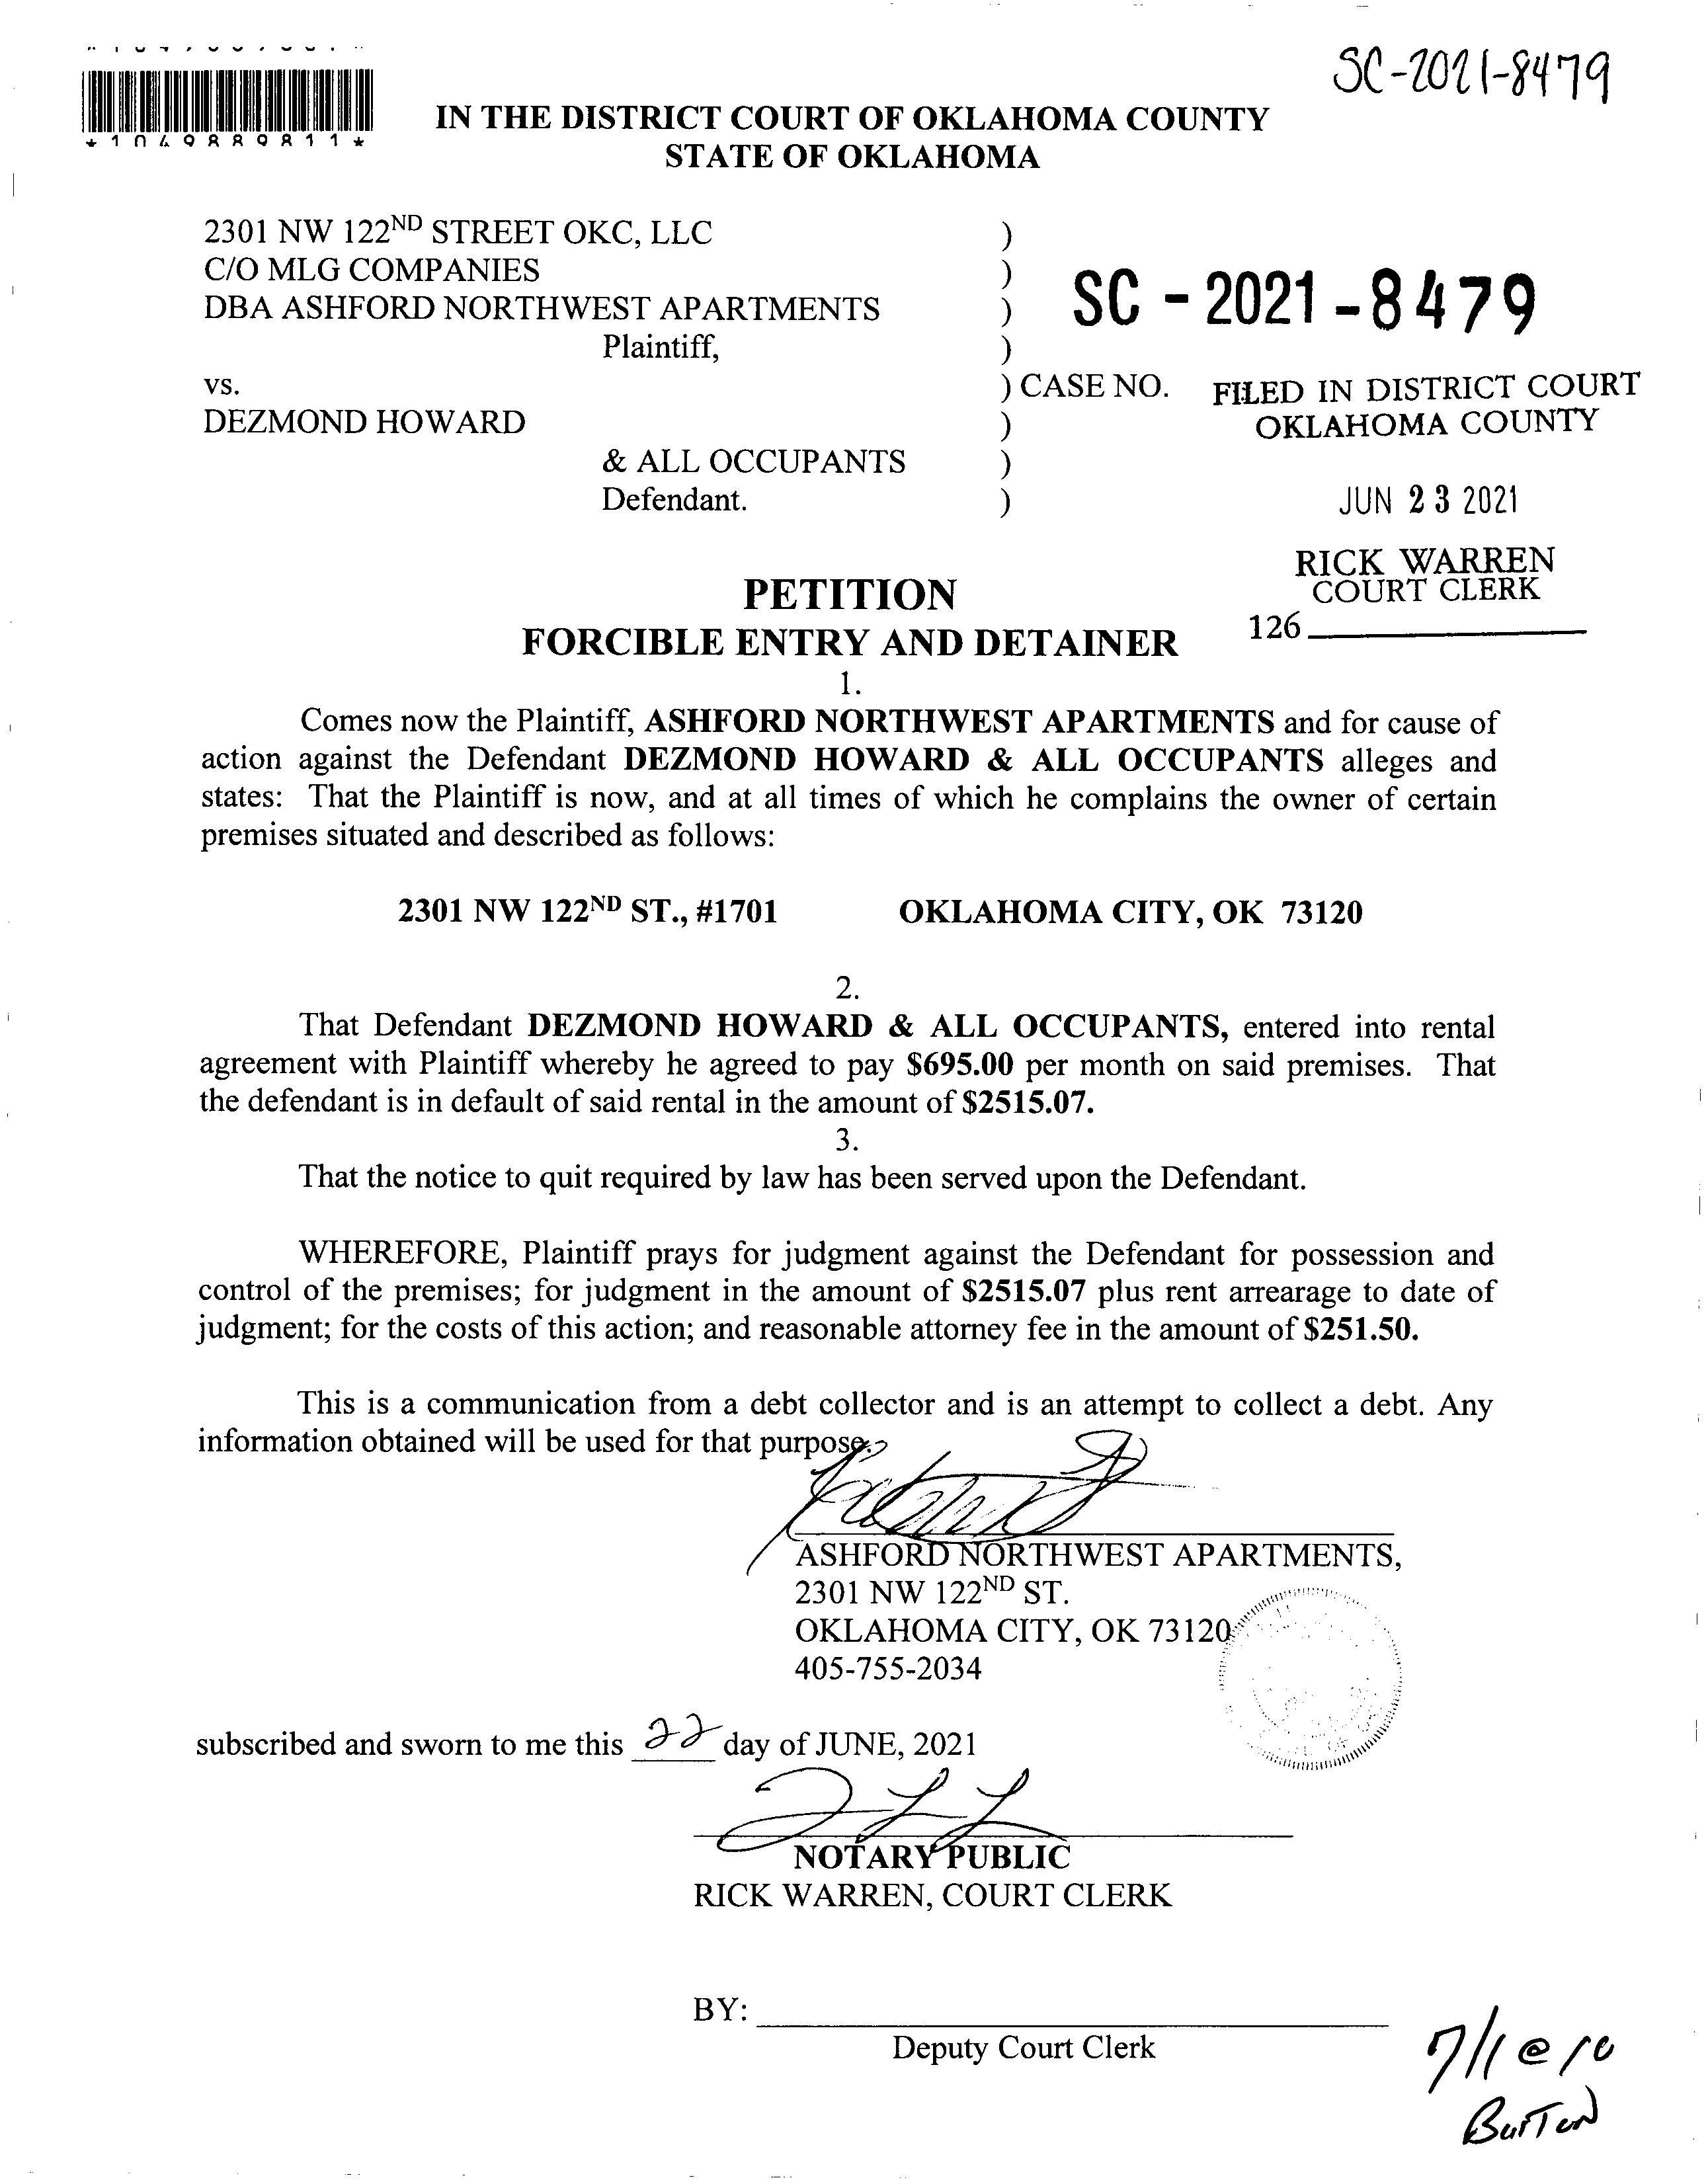 SC-2021-8479
*1049889811*
IN THE DISTRICT COURT OF OKLAHOMA COUNTY
STATE OF OKLAHOMA
2301 NW 122ND STREET OKC, LLC )
C/O MLG COMPANIES )
DBA ASHFORD NORTHWEST APARTMENTS ) SC - 2021 - 8479
Plaintiff, )
vs. ) CASE NO. FILED IN DISTRICT COURT
DEZMOND HOWARD ) OKLAHOMA COUNTY
& ALL OCCUPANTS )
Defendant. ) JUN 23 2021
RICK WARREN
COURT CLERK
126
PETITION
FORCIBLE ENTRY AND DETAINER
1.
Comes now the Plaintiff, ASHFORD NORTHWEST APARTMENTS and for cause of
action against the Defendant DEZMOND HOWARD & ALL OCCUPANTS alleges and
states: That the Plaintiff is now, and at all times of which he complains the owner of certain
premises situated and described as follows:
2301 NW 122ND ST., #1701 OKLAHOMA CITY, OK 73120
2.
That Defendant DEZMOND HOWARD & ALL OCCUPANTS, entered into rental
agreement with Plaintiff whereby he agreed to pay $695.00 per month on said premises. That
the defendant is in default of said rental in the amount of $2515.07.
3.
That the notice to quit required by law has been served upon the Defendant.
WHEREFORE, Plaintiff prays for judgment against the Defendant for possession and
control of the premises; for judgment in the amount of $2515.07 plus rent arrearage to date of
judgment; for the costs of this action; and reasonable attorney fee in the amount of $251.50.
This is a communication from a debt collector and is an attempt to collect a debt. Any
information obtained will be used for that purpose.
ASHFORD NORTHWEST APARTMENTS,
2301 NW 122ND ST.
OKLAHOMA CITY, OK 73120
405-755-2034
subscribed and sworn to me this 22 day of JUNE, 2021
NOTARY PUBLIC
RICK WARREN, COURT CLERK
BY:
Deputy Court Clerk
7/1 @ 10
Burton